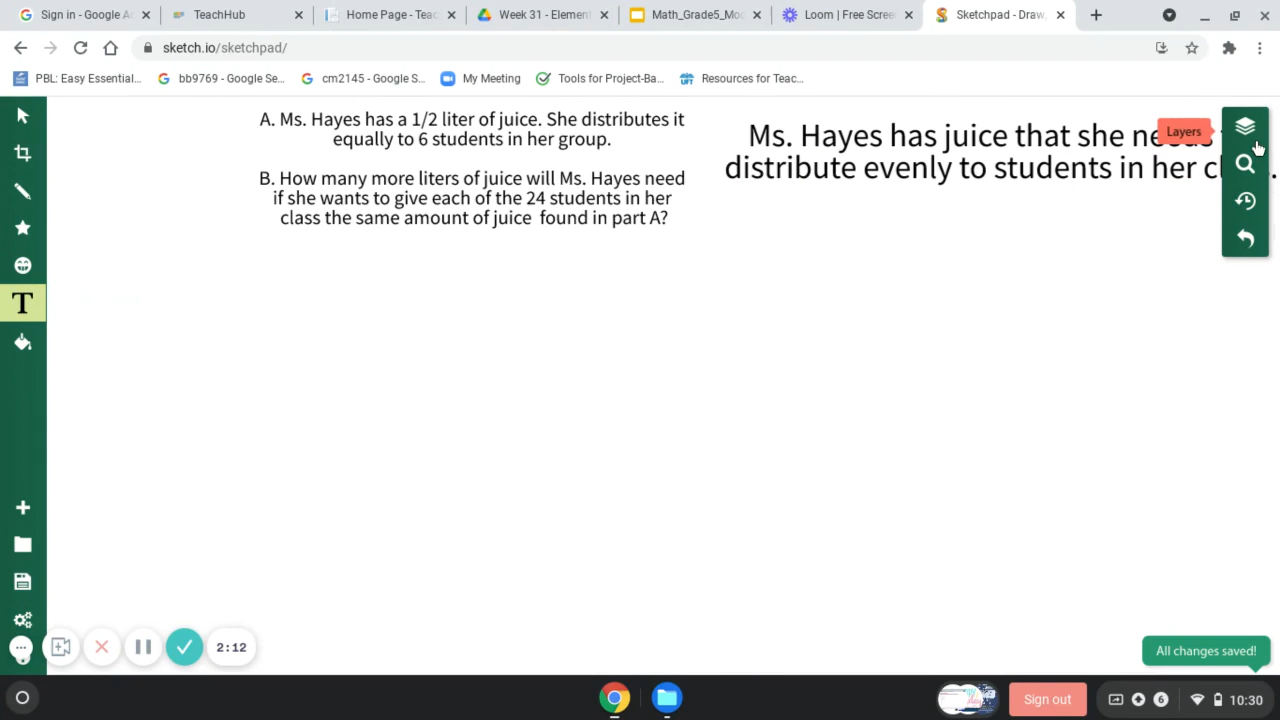 Sign in - Google Ac
TeachHub
Home Page - Teac
Week 31 - Elemen
Math_Grade5_Mo
Loom | Free Scree
Sketchpad - Draw,
sketch.io/sketchpad/
PBL: Easy Essential...
bb9769 - Google Se...
cm2145 - Google S...
My Meeting
Tools for Project-Ba...
Resources for Teac...
A. Ms. Hayes has a 1/2 liter of juice. She distributes it
equally to 6 students in her group.
B. How many more liters of juice will Ms. Hayes need
if she wants to give each of the 24 students in her
class the same amount of juice found in part A?
Ms. Hayes has juice that she
distribute evenly to students in her
Layers
T
2:12
All changes saved!
Sign out
6
10:30